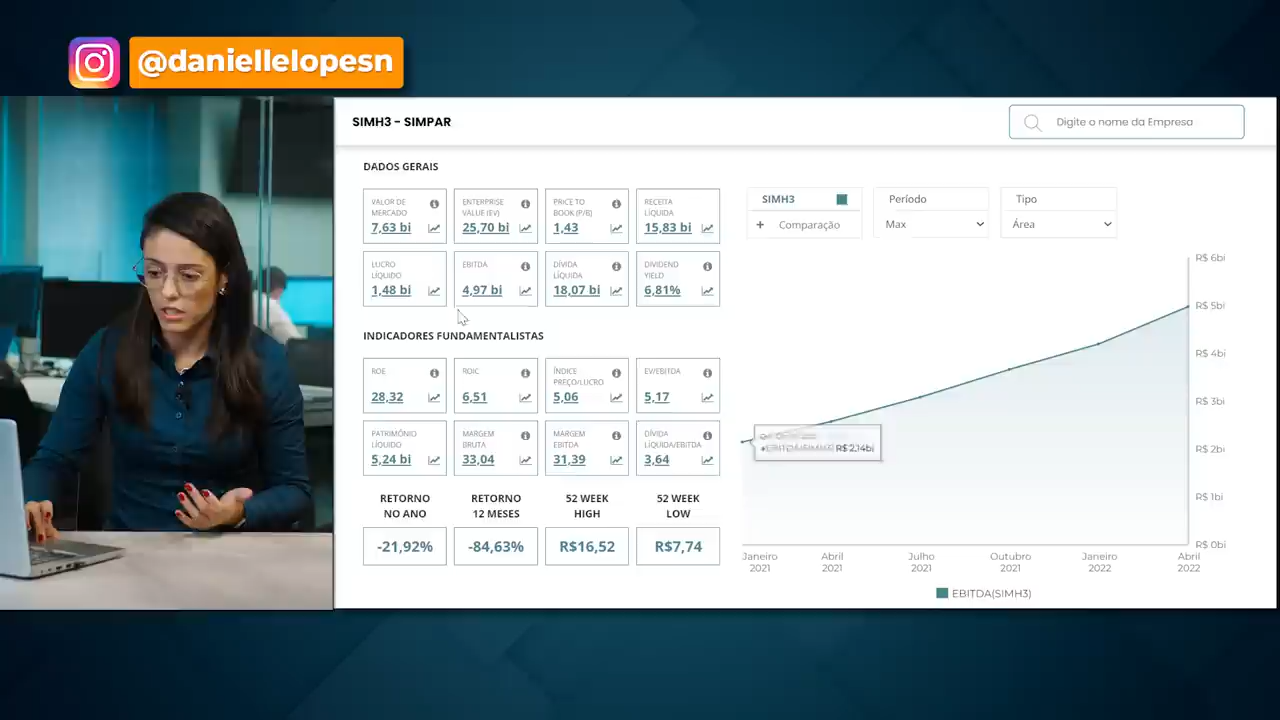 @daniellelopesn
SIMH3 - SIMPAR
Digite o nome da Empresa
DADOS GERAIS
VALOR DE
MERCADO
7,63 bi
ENTERPRISE
VALUE (EV)
25,70 bi
PRICE TO
BOOK (P/B)
1,43
RECEITA
LÍQUIDA
15,83 bi
LUCRO
LÍQUIDO
1,48 bi
EBITDA
4,97 bi
DÍVIDA
LÍQUIDA
18,07 bi
DIVIDEND
YIELD
6,81%
INDICADORES FUNDAMENTALISTAS
ROE
28,32
ROIC
6,51
ÍNDICE
PREÇO/LUCRO
5,06
EV/EBITDA
5,17
PATRIMÔNIO
LÍQUIDO
5,24 bi
MARGEM
BRUTA
33,04
MARGEM
EBITDA
31,39
DÍVIDA
LÍQUIDA/EBITDA
3,64
RETORNO
NO ANO
-21,92%
RETORNO
12 MESES
-84,63%
52 WEEK
HIGH
R$16,52
52 WEEK
LOW
R$7,74
SIMH3
+ Comparação
Período
Max
Tipo
Área
R$ 6bi
R$ 5bi
R$ 4bi
R$ 3bi
R$ 2bi
R$ 1bi
R$ 0bi
EBITDA(SIMH3) R$ 2,14bi
Janeiro
2021
Abril
2021
Julho
2021
Outubro
2021
Janeiro
2022
Abril
2022
EBITDA(SIMH3)